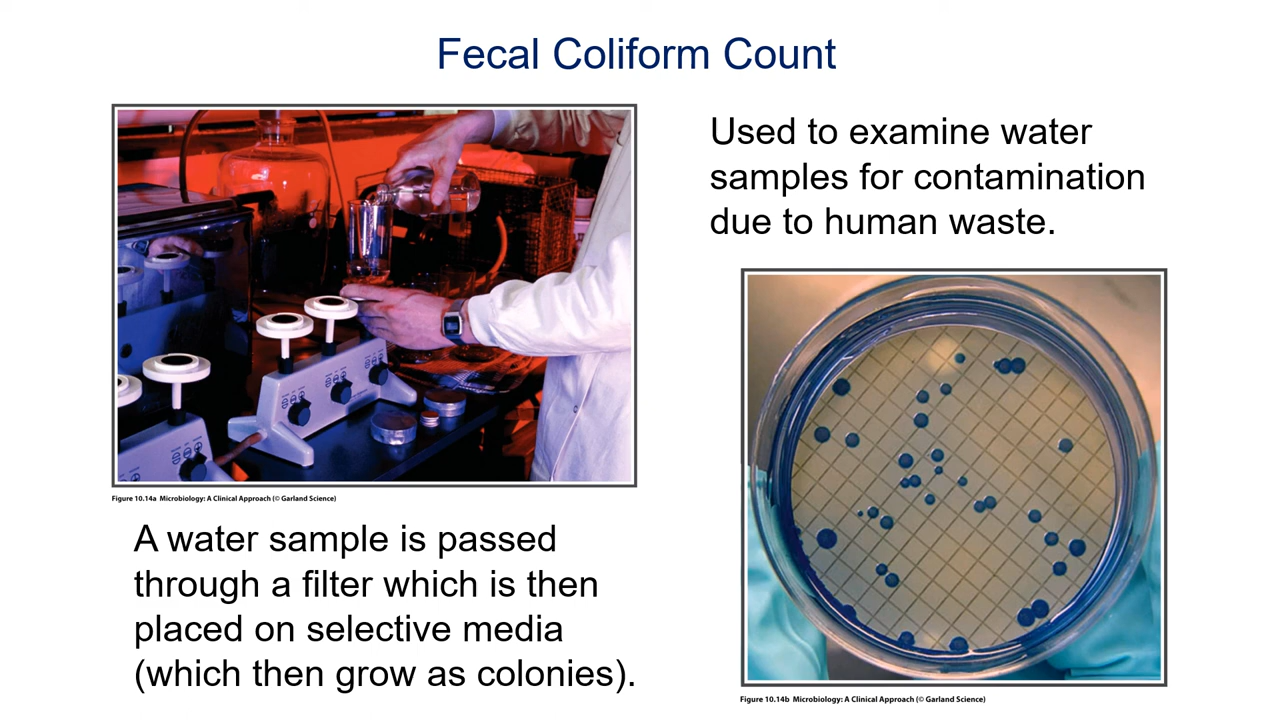 Fecal Coliform Count
Used to examine water
samples for contamination
due to human waste.
Figure 10.14a Microbiology: A Clinical Approach (© Garland Science)
A water sample is passed
through a filter which is then
placed on selective media
(which then grow as colonies).
Figure 10.14b Microbiology: A Clinical Approach (© Garland Science)